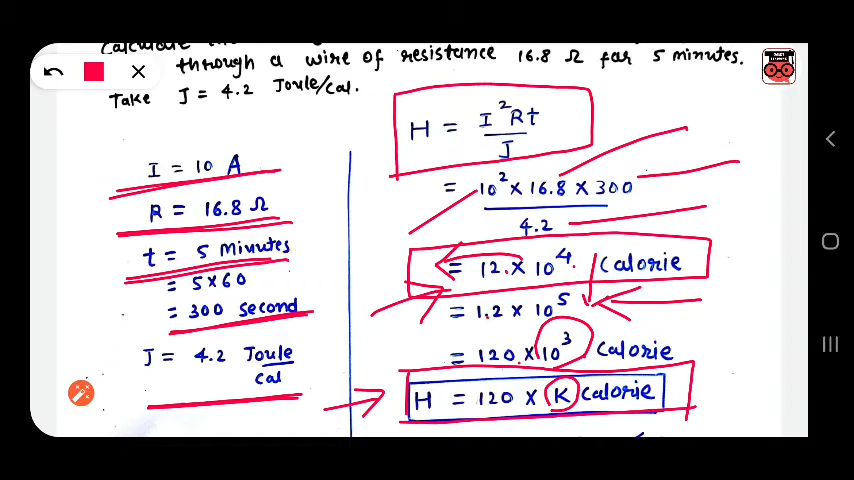 Calculate the
through a wire of resistance 16.8 Ω for 5 minutes.
Take J = 4.2 Joule/Cal.
I = 10 A
R = 16.8 Ω
t = 5 Minutes
= 5×60
= 300 second
J = 4.2 Joule/cal
H = I²Rt/J
= 10² × 16.8 × 300 / 4.2
= 12. × 10⁴. Calorie
= 1.2 × 10⁵
= 120. × 10³ Calorie
H = 120 × K Calorie